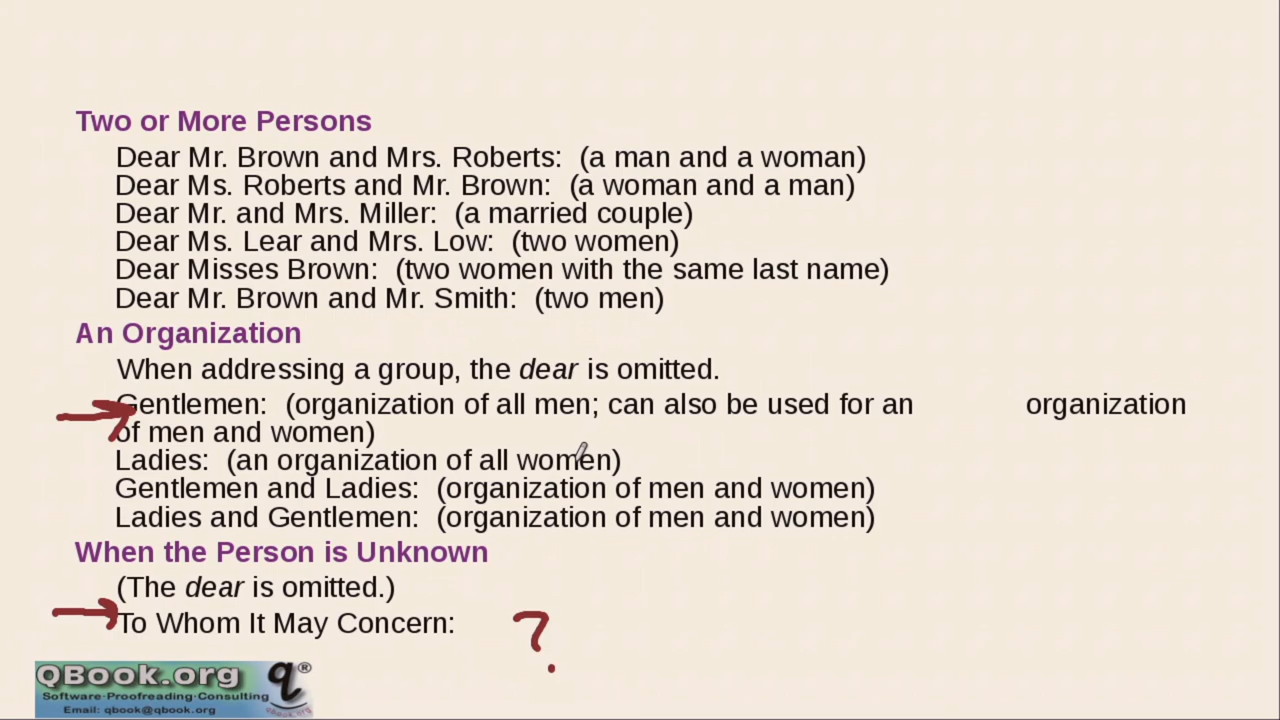 Two or More Persons
Dear Mr. Brown and Mrs. Roberts: (a man and a woman)
Dear Ms. Roberts and Mr. Brown: (a woman and a man)
Dear Mr. and Mrs. Miller: (a married couple)
Dear Ms. Lear and Mrs. Low: (two women)
Dear Misses Brown: (two women with the same last name)
Dear Mr. Brown and Mr. Smith: (two men)
An Organization
When addressing a group, the dear is omitted.
Gentlemen: (organization of all men; can also be used for an organization
of men and women)
Ladies: (an organization of all women)
Gentlemen and Ladies: (organization of men and women)
Ladies and Gentlemen: (organization of men and women)
When the Person is Unknown
(The dear is omitted.)
To Whom It May Concern: ?
QBook.org q®
Software·Proofreading·Consulting
Email: qbook@qbook.org qbook.org